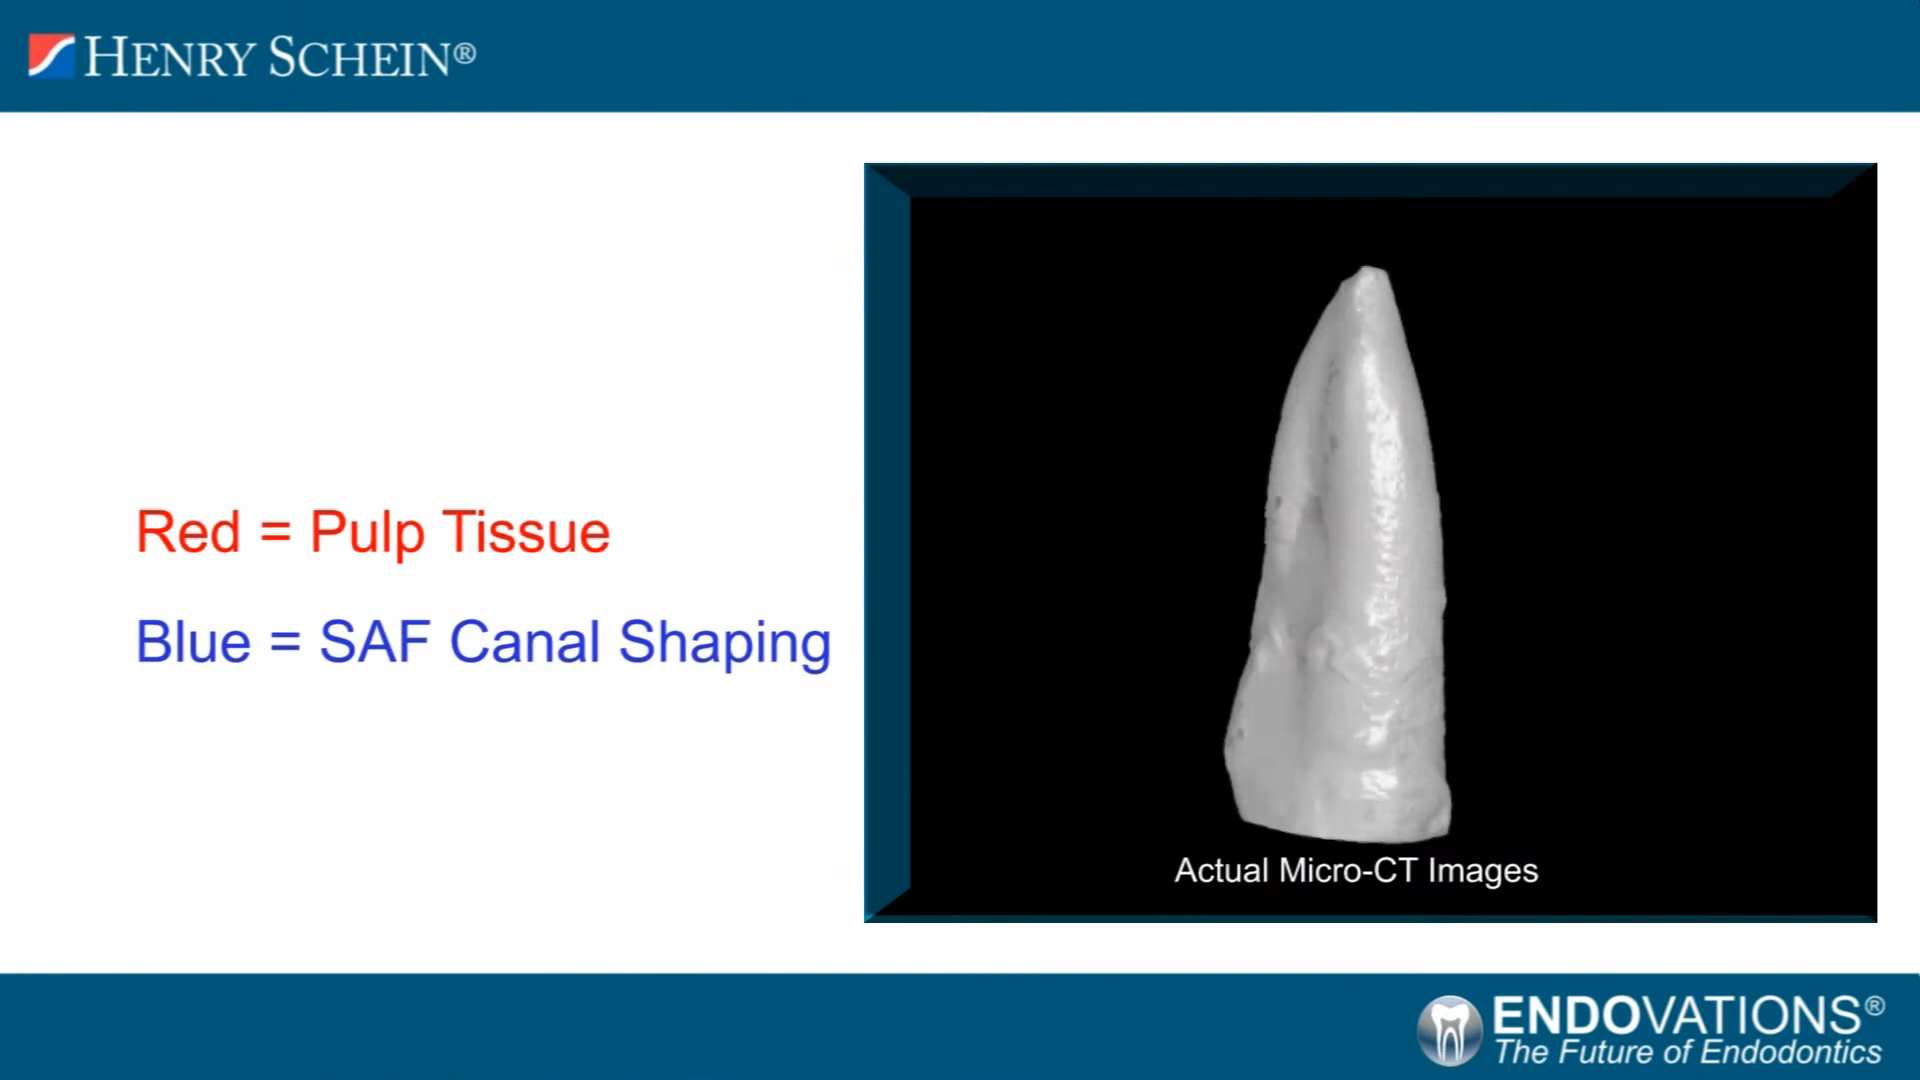 HENRY SCHEIN®
Red = Pulp Tissue
Blue = SAF Canal Shaping
Actual Micro-CT Images
ENDOVATIONS®
The Future of Endodontics